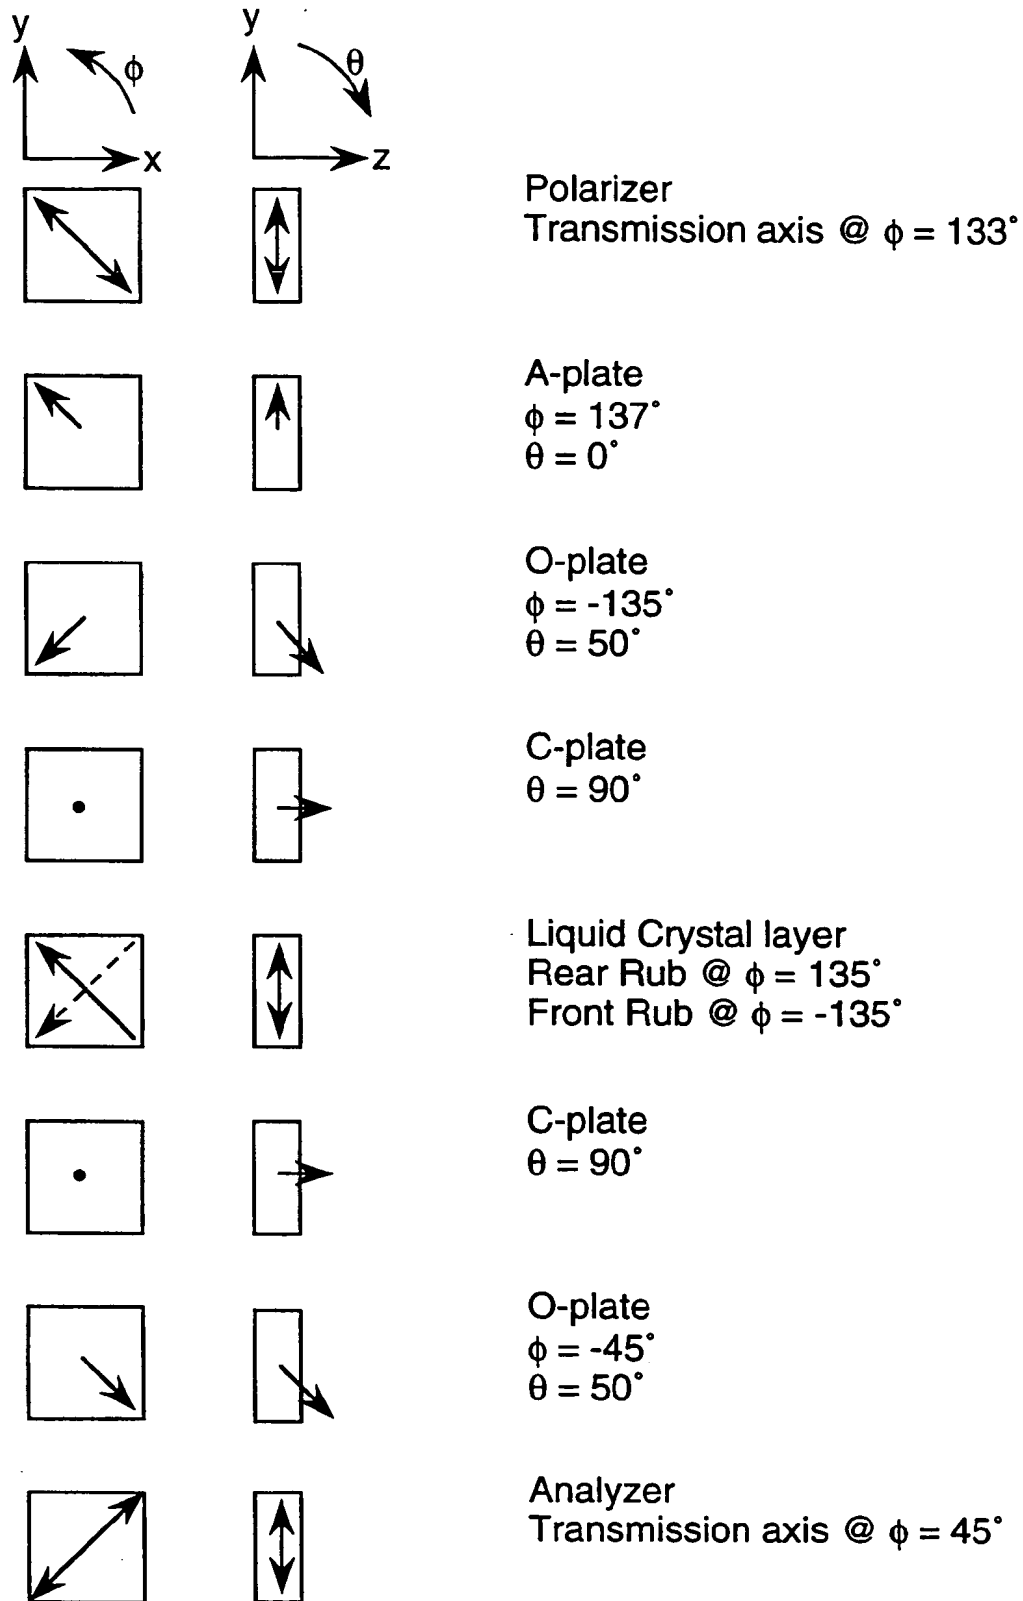 y
ϕ
x
y
θ
z
Polarizer
Transmission axis @ ϕ = 133°
A-plate
ϕ = 137°
θ = 0°
O-plate
ϕ = -135°
θ = 50°
C-plate
θ = 90°
Liquid Crystal layer
Rear Rub @ ϕ = 135°
Front Rub @ ϕ = -135°
C-plate
θ = 90°
O-plate
ϕ = -45°
θ = 50°
Analyzer
Transmission axis @ ϕ = 45°